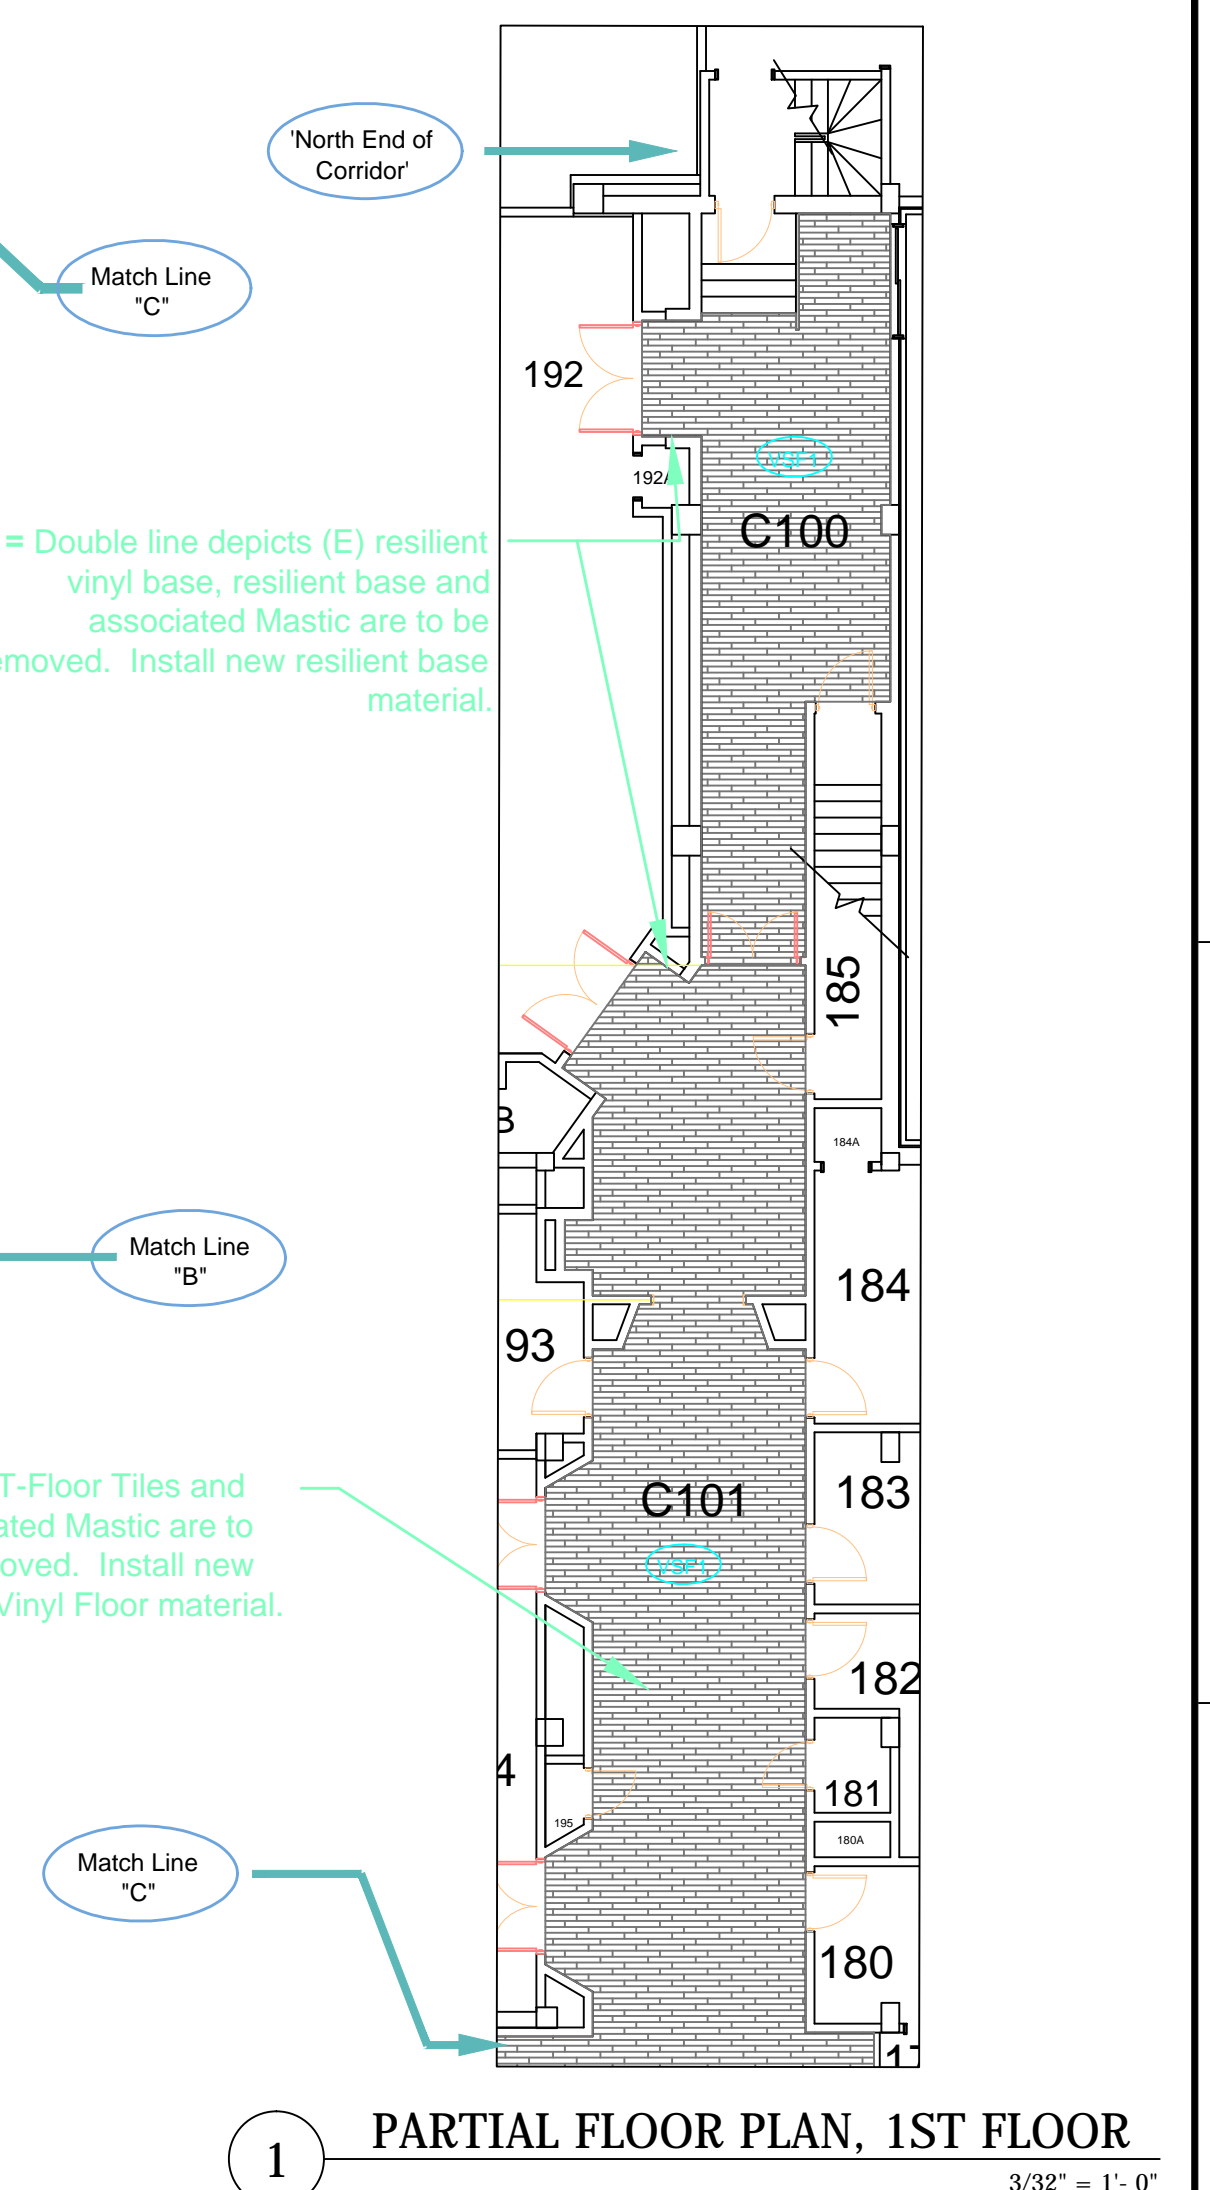 'North End of
Corridor'
Match Line
"C"
192
VSF1
192A
C100
= Double line depicts (E) resilient
vinyl base, resilient base and
associated Mastic are to be
emoved. Install new resilient base
material.
185
B
184A
Match Line
"B"
184
93
T-Floor Tiles and
ated Mastic are to
oved. Install new
Vinyl Floor material.
C101
183
VSF1
182
4
181
195
180A
Match Line
"C"
180
17
1
PARTIAL FLOOR PLAN, 1ST FLOOR
3/32" = 1'- 0"